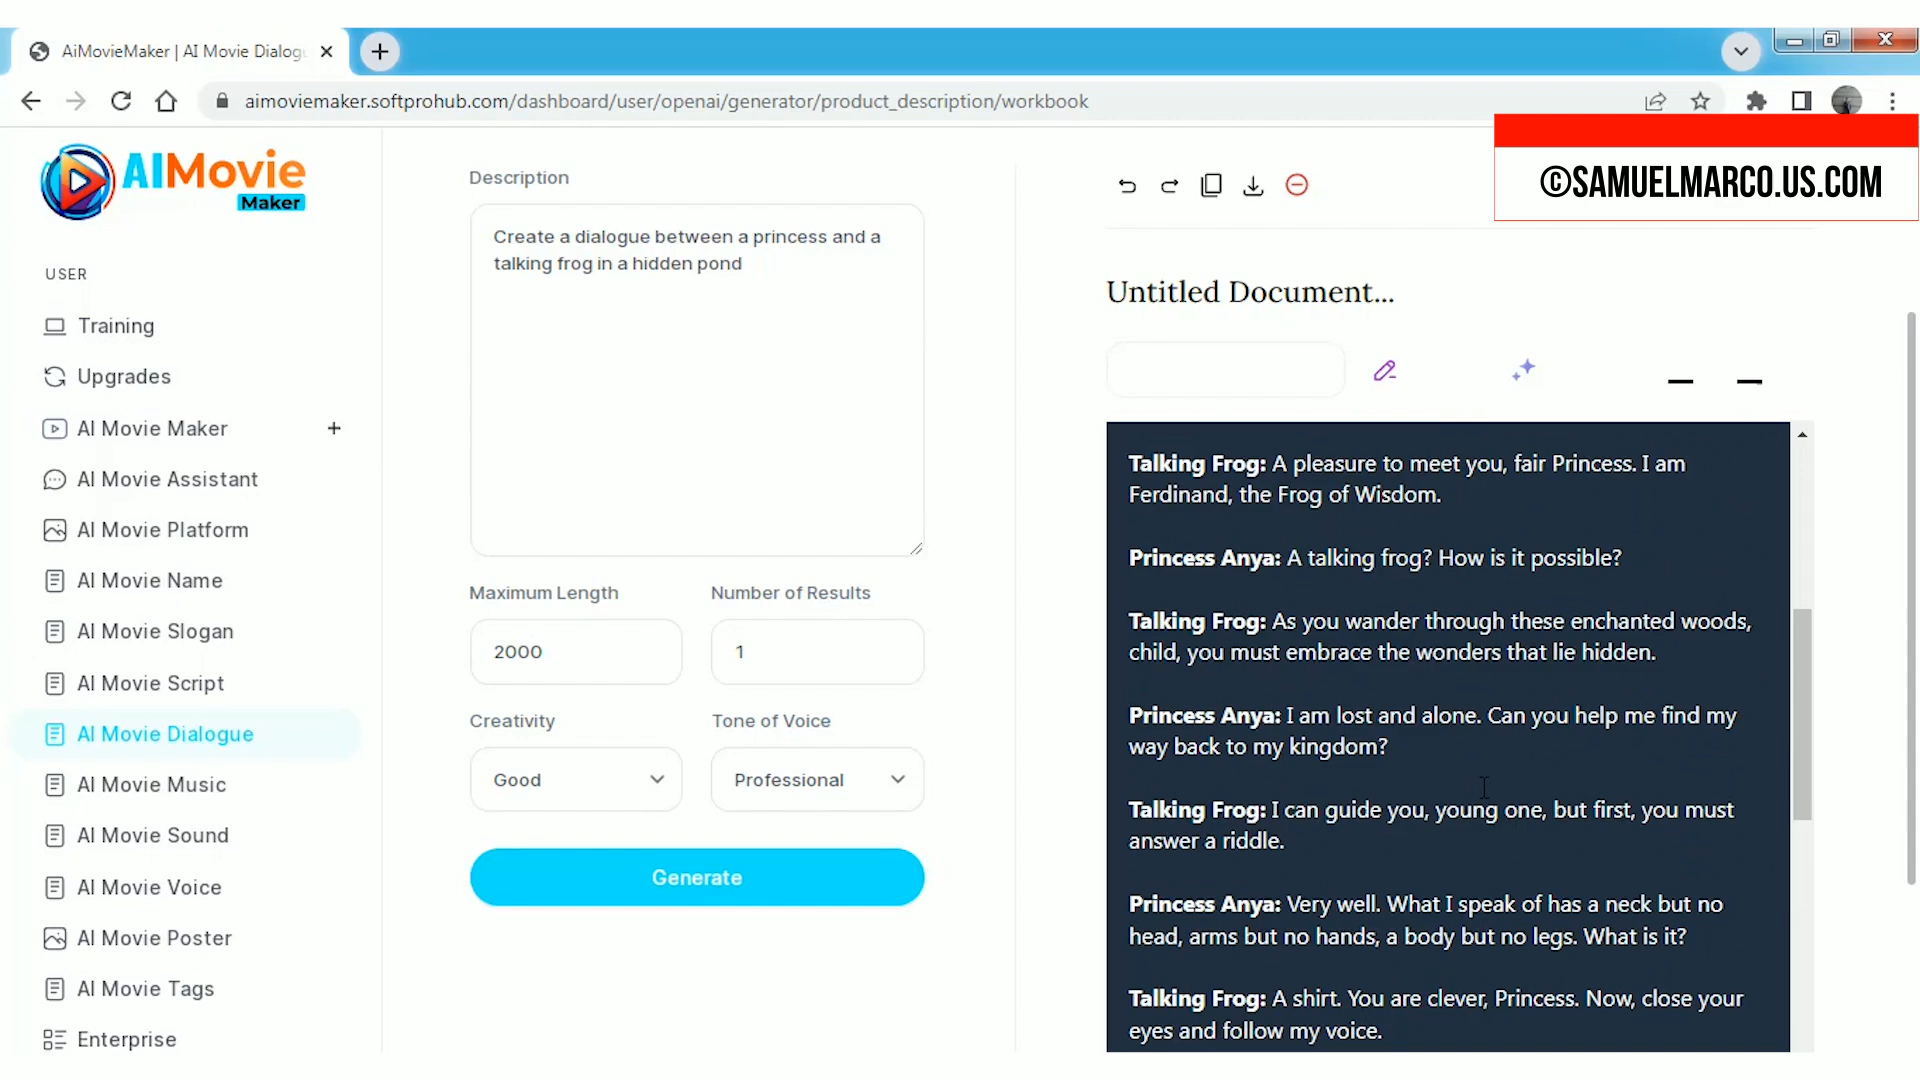 AiMovieMaker | AI Movie Dialog
aimoviemaker.softprohub.com/dashboard/user/openai/generator/product_description/workbook
©SAMUELMARCO.US.COM
AIMovie
Maker
USER
Training
Upgrades
AI Movie Maker
AI Movie Assistant
AI Movie Platform
AI Movie Name
AI Movie Slogan
AI Movie Script
AI Movie Dialogue
AI Movie Music
AI Movie Sound
AI Movie Voice
AI Movie Poster
AI Movie Tags
Enterprise
Description
Create a dialogue between a princess and a
talking frog in a hidden pond
Maximum Length
Number of Results
2000
1
Creativity
Tone of Voice
Good
Professional
Generate
Untitled Document...
Talking Frog: A pleasure to meet you, fair Princess. I am
Ferdinand, the Frog of Wisdom.
Princess Anya: A talking frog? How is it possible?
Talking Frog: As you wander through these enchanted woods,
child, you must embrace the wonders that lie hidden.
Princess Anya: I am lost and alone. Can you help me find my
way back to my kingdom?
Talking Frog: I can guide you, young one, but first, you must
answer a riddle.
Princess Anya: Very well. What I speak of has a neck but no
head, arms but no hands, a body but no legs. What is it?
Talking Frog: A shirt. You are clever, Princess. Now, close your
eyes and follow my voice.